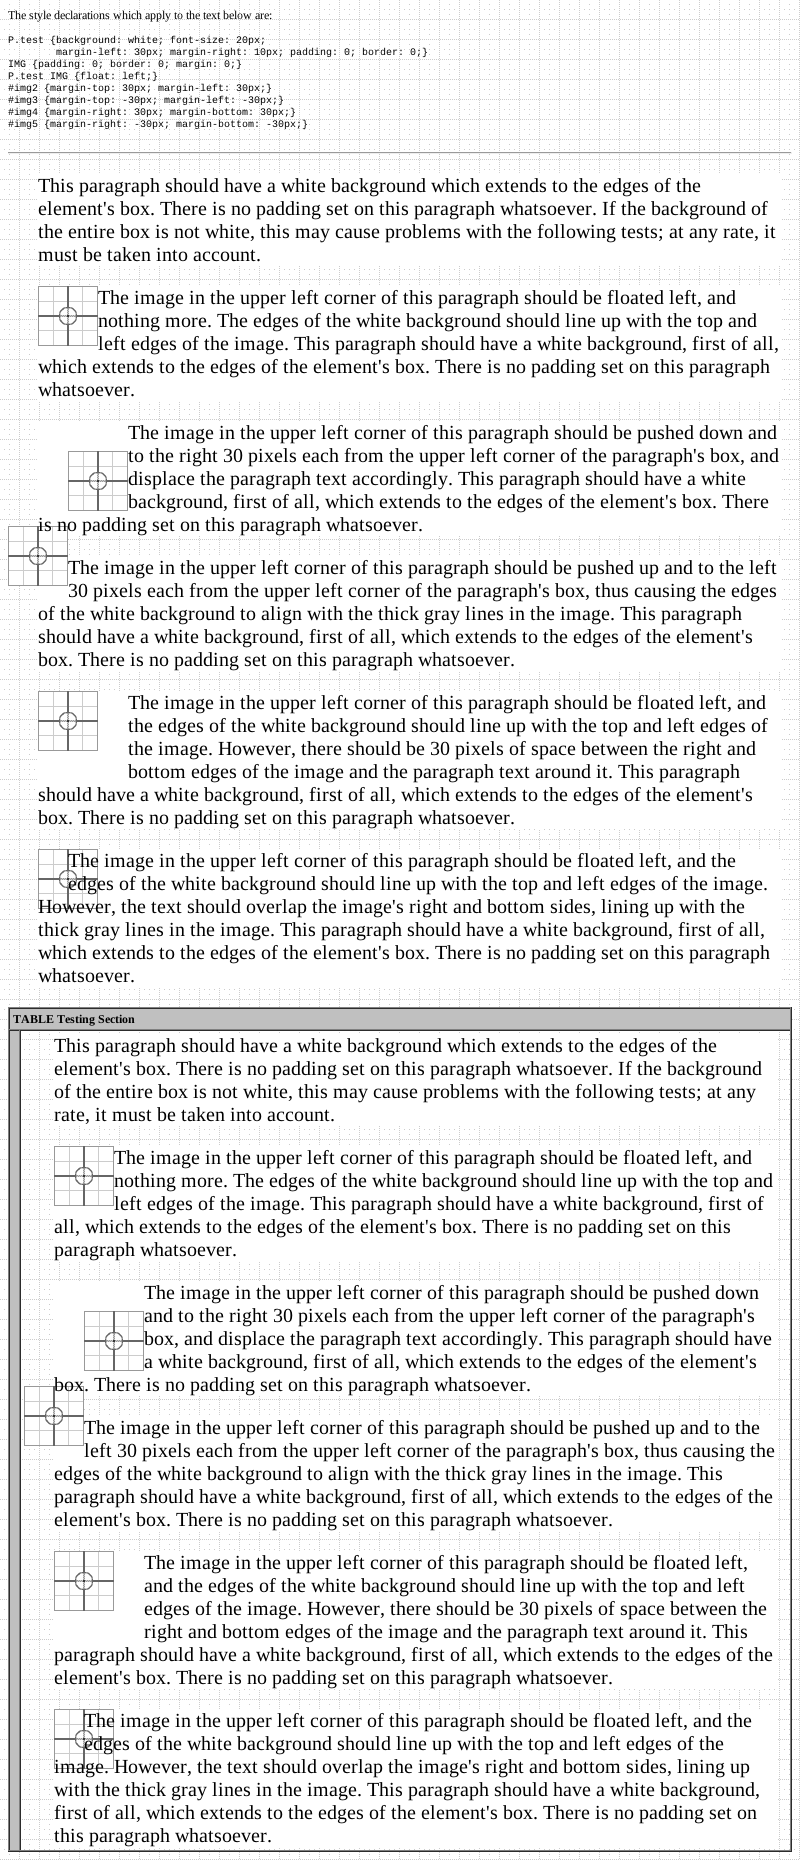 The style declarations which apply to the text below are:
P.test {background: white; font-size: 20px;
margin-left: 30px; margin-right: 10px; padding: 0; border: 0;}
IMG {padding: 0; border: 0; margin: 0;}
P.test IMG {float: left;}
#img2 {margin-top: 30px; margin-left: 30px;}
#img3 {margin-top: -30px; margin-left: -30px;}
#img4 {margin-right: 30px; margin-bottom: 30px;}
#img5 {margin-right: -30px; margin-bottom: -30px;}
This paragraph should have a white background which extends to the edges of the
element's box. There is no padding set on this paragraph whatsoever. If the background of
the entire box is not white, this may cause problems with the following tests; at any rate, it
must be taken into account.
The image in the upper left corner of this paragraph should be floated left, and
nothing more. The edges of the white background should line up with the top and
left edges of the image. This paragraph should have a white background, first of all,
which extends to the edges of the element's box. There is no padding set on this paragraph
whatsoever.
The image in the upper left corner of this paragraph should be pushed down and
to the right 30 pixels each from the upper left corner of the paragraph's box, and
displace the paragraph text accordingly. This paragraph should have a white
background, first of all, which extends to the edges of the element's box. There
is no padding set on this paragraph whatsoever.
The image in the upper left corner of this paragraph should be pushed up and to the left
30 pixels each from the upper left corner of the paragraph's box, thus causing the edges
of the white background to align with the thick gray lines in the image. This paragraph
should have a white background, first of all, which extends to the edges of the element's
box. There is no padding set on this paragraph whatsoever.
The image in the upper left corner of this paragraph should be floated left, and
the edges of the white background should line up with the top and left edges of
the image. However, there should be 30 pixels of space between the right and
bottom edges of the image and the paragraph text around it. This paragraph
should have a white background, first of all, which extends to the edges of the element's
box. There is no padding set on this paragraph whatsoever.
The image in the upper left corner of this paragraph should be floated left, and the
edges of the white background should line up with the top and left edges of the image.
However, the text should overlap the image's right and bottom sides, lining up with the
thick gray lines in the image. This paragraph should have a white background, first of all,
which extends to the edges of the element's box. There is no padding set on this paragraph
whatsoever.
TABLE Testing Section
This paragraph should have a white background which extends to the edges of the
element's box. There is no padding set on this paragraph whatsoever. If the background
of the entire box is not white, this may cause problems with the following tests; at any
rate, it must be taken into account.
The image in the upper left corner of this paragraph should be floated left, and
nothing more. The edges of the white background should line up with the top and
left edges of the image. This paragraph should have a white background, first of
all, which extends to the edges of the element's box. There is no padding set on this
paragraph whatsoever.
The image in the upper left corner of this paragraph should be pushed down
and to the right 30 pixels each from the upper left corner of the paragraph's
box, and displace the paragraph text accordingly. This paragraph should have
a white background, first of all, which extends to the edges of the element's
box. There is no padding set on this paragraph whatsoever.
The image in the upper left corner of this paragraph should be pushed up and to the
left 30 pixels each from the upper left corner of the paragraph's box, thus causing the
edges of the white background to align with the thick gray lines in the image. This
paragraph should have a white background, first of all, which extends to the edges of the
element's box. There is no padding set on this paragraph whatsoever.
The image in the upper left corner of this paragraph should be floated left,
and the edges of the white background should line up with the top and left
edges of the image. However, there should be 30 pixels of space between the
right and bottom edges of the image and the paragraph text around it. This
paragraph should have a white background, first of all, which extends to the edges of the
element's box. There is no padding set on this paragraph whatsoever.
The image in the upper left corner of this paragraph should be floated left, and the
edges of the white background should line up with the top and left edges of the
image. However, the text should overlap the image's right and bottom sides, lining up
with the thick gray lines in the image. This paragraph should have a white background,
first of all, which extends to the edges of the element's box. There is no padding set on
this paragraph whatsoever.